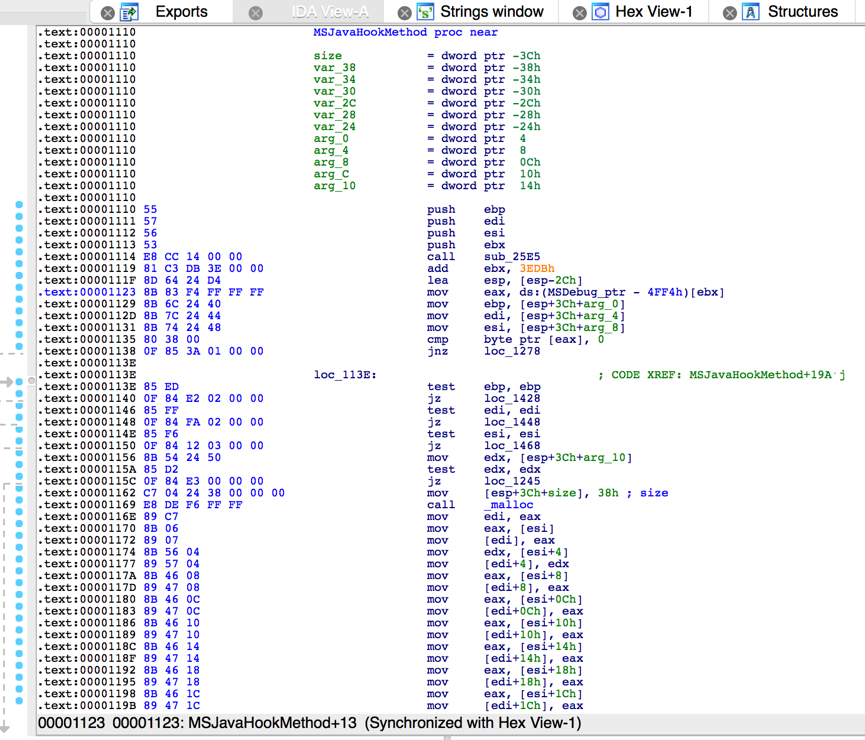 Exports IDA View-A Strings window Hex View-1 Structures
.text:00001110 MSJavaHookMethod proc near
.text:00001110
.text:00001110 size = dword ptr -3Ch
.text:00001110 var_38 = dword ptr -38h
.text:00001110 var_34 = dword ptr -34h
.text:00001110 var_30 = dword ptr -30h
.text:00001110 var_2C = dword ptr -2Ch
.text:00001110 var_28 = dword ptr -28h
.text:00001110 var_24 = dword ptr -24h
.text:00001110 arg_0 = dword ptr 4
.text:00001110 arg_4 = dword ptr 8
.text:00001110 arg_8 = dword ptr 0Ch
.text:00001110 arg_C = dword ptr 10h
.text:00001110 arg_10 = dword ptr 14h
.text:00001110
.text:00001110 55 push ebp
.text:00001111 57 push edi
.text:00001112 56 push esi
.text:00001113 53 push ebx
.text:00001114 E8 CC 14 00 00 call sub_25E5
.text:00001119 81 C3 DB 3E 00 00 add ebx, 3EDBh
.text:0000111F 8D 64 24 D4 lea esp, [esp-2Ch]
.text:00001123 8B 83 F4 FF FF FF mov eax, ds:(MSDebug_ptr - 4FF4h)[ebx]
.text:00001129 8B 6C 24 40 mov ebp, [esp+3Ch+arg_0]
.text:0000112D 8B 7C 24 44 mov edi, [esp+3Ch+arg_4]
.text:00001131 8B 74 24 48 mov esi, [esp+3Ch+arg_8]
.text:00001135 80 38 00 cmp byte ptr [eax], 0
.text:00001138 0F 85 3A 01 00 00 jnz loc_1278
.text:0000113E
.text:0000113E loc_113E: ; CODE XREF: MSJavaHookMethod+19A j
.text:0000113E 85 ED test ebp, ebp
.text:00001140 0F 84 E2 02 00 00 jz loc_1428
.text:00001146 85 FF test edi, edi
.text:00001148 0F 84 FA 02 00 00 jz loc_1448
.text:0000114E 85 F6 test esi, esi
.text:00001150 0F 84 12 03 00 00 jz loc_1468
.text:00001156 8B 54 24 50 mov edx, [esp+3Ch+arg_10]
.text:0000115A 85 D2 test edx, edx
.text:0000115C 0F 84 E3 00 00 00 jz loc_1245
.text:00001162 C7 04 24 38 00 00 00 mov [esp+3Ch+size], 38h ; size
.text:00001169 E8 DE F6 FF FF call _malloc
.text:0000116E 89 C7 mov edi, eax
.text:00001170 8B 06 mov eax, [esi]
.text:00001172 89 07 mov [edi], eax
.text:00001174 8B 56 04 mov edx, [esi+4]
.text:00001177 89 57 04 mov [edi+4], edx
.text:0000117A 8B 46 08 mov eax, [esi+8]
.text:0000117D 89 47 08 mov [edi+8], eax
.text:00001180 8B 46 0C mov eax, [esi+0Ch]
.text:00001183 89 47 0C mov [edi+0Ch], eax
.text:00001186 8B 46 10 mov eax, [esi+10h]
.text:00001189 89 47 10 mov [edi+10h], eax
.text:0000118C 8B 46 14 mov eax, [esi+14h]
.text:0000118F 89 47 14 mov [edi+14h], eax
.text:00001192 8B 46 18 mov eax, [esi+18h]
.text:00001195 89 47 18 mov [edi+18h], eax
.text:00001198 8B 46 1C mov eax, [esi+1Ch]
.text:0000119B 89 47 1C mov [edi+1Ch], eax
00001123 00001123: MSJavaHookMethod+13 (Synchronized with Hex View-1)